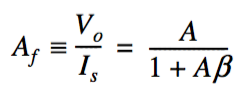 A_f ≡ V_o / I_s = A / (1 + Aβ)